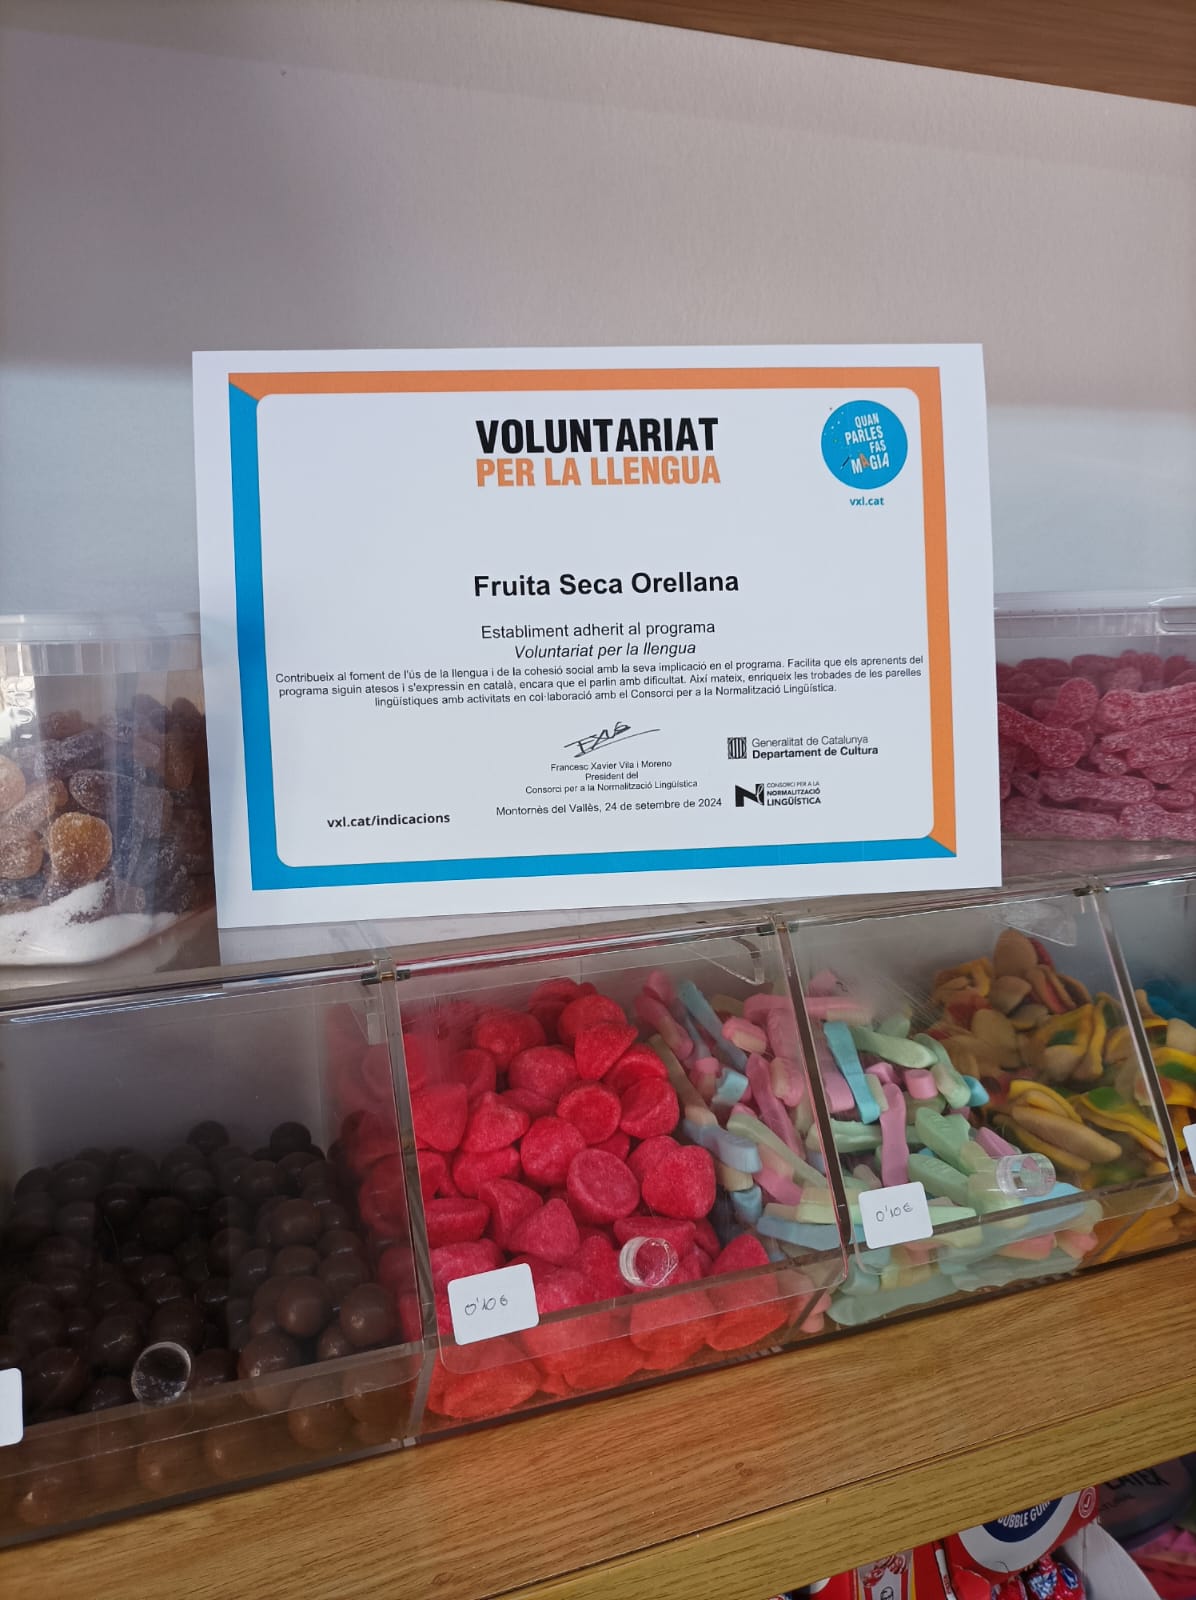 VOLUNTARIAT
PER LA LLENGUA
QUAN
PARLES
FAS
MÀGIA
vxl.cat
Fruita Seca Orellana
Establiment adherit al programa
Voluntariat per la llengua
Contribueix al foment de l'ús de la llengua i de la cohesió social amb la seva implicació en el programa. Facilita que els aprenents del
programa siguin atesos i s'expressin en català, encara que el parlin amb dificultat. Així mateix, enriqueix les trobades de les parelles
lingüístiques amb activitats en col·laboració amb el Consorci per a la Normalització Lingüística.
Francesc Xavier Vila i Moreno
President del
Consorci per a la Normalització Lingüística
Montornès del Vallès, 24 de setembre de 2024
Generalitat de Catalunya
Departament de Cultura
CONSORCI PER A LA
NORMALITZACIÓ
LINGÜÍSTICA
vxl.cat/indicacions
0'10€
0'10€
BUBBLE GUM